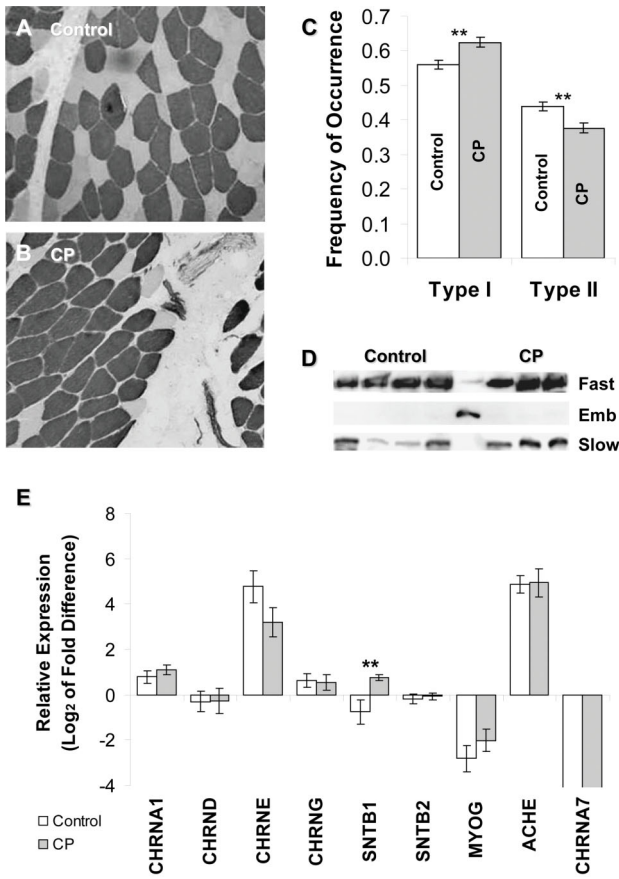 A
Control
B
CP
C
Frequency of Occurrence
0.7
0.6
0.5
0.4
0.3
0.2
0.1
0.0
**
**
Control
CP
Control
CP
Type I
Type II
D
Control
CP
Fast
Emb
Slow
E
Relative Expression
(Log2 of Fold Difference)
8
6
4
2
0
-2
-4
**
CHRNA1
CHRND
CHRNE
CHRNG
SNTB1
SNTB2
MYOG
ACHE
CHRNA7
Control
CP